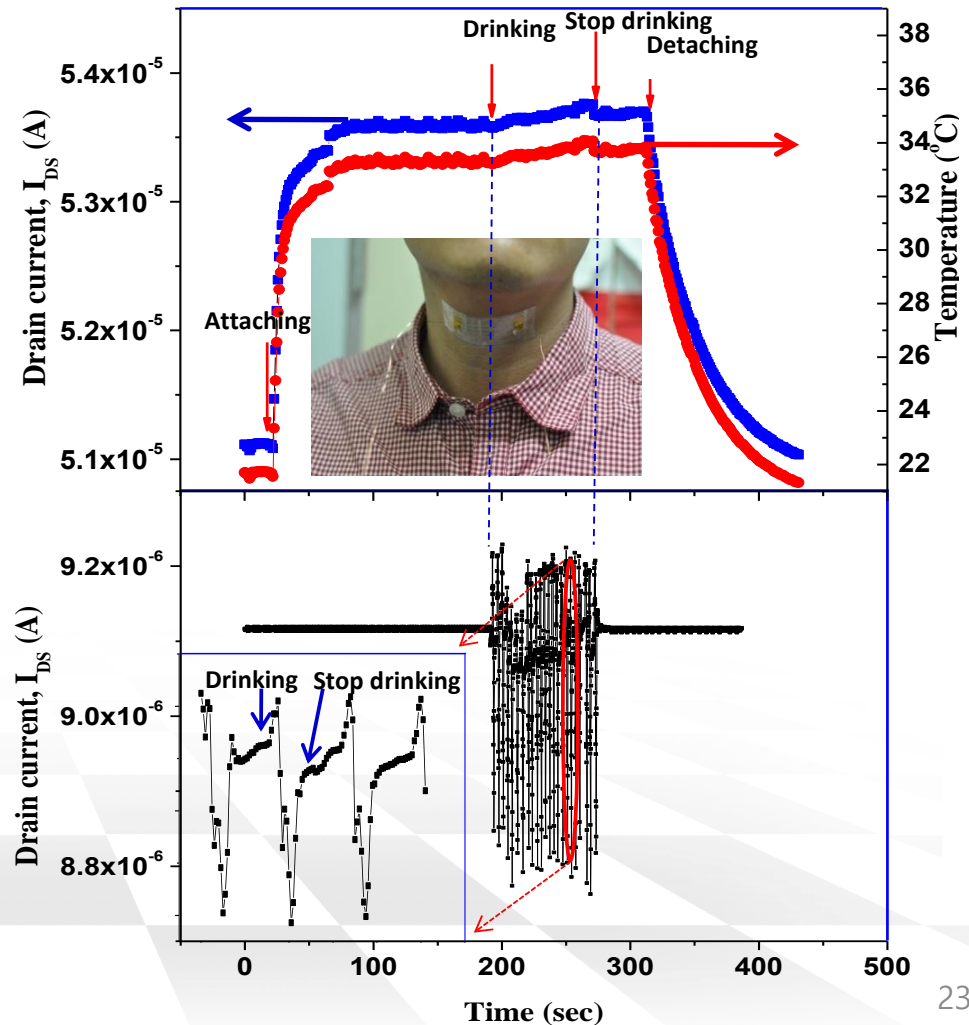 Drinking
Stop drinking
Detaching
Attaching
Drain current, I_DS (A)
5.4x10⁻⁵
5.3x10⁻⁵
5.2x10⁻⁵
5.1x10⁻⁵
38
36
34
32
30
28
26
24
22
Temperature (°C)
Drain current, I_DS (A)
9.2x10⁻⁶
9.0x10⁻⁶
8.8x10⁻⁶
Drinking
Stop drinking
0 100 200 300 400 500
Time (sec)
23